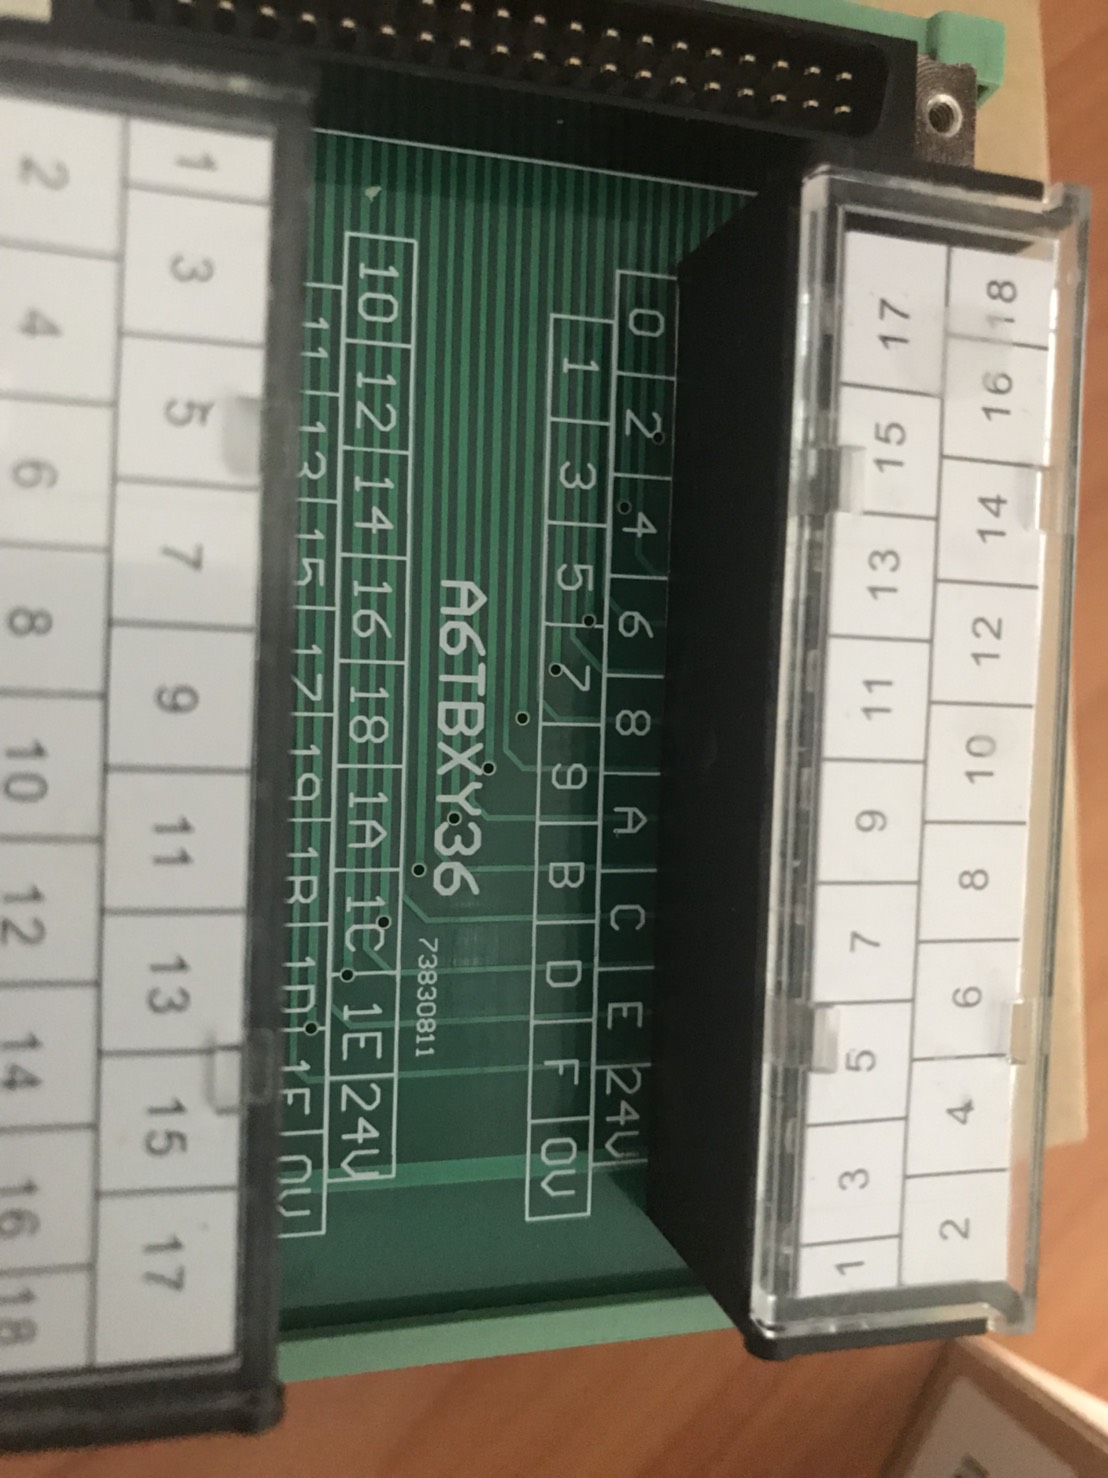 1 3 5 7 9 11 13 15 17
2 4 6 8 10 12 14 16 18
0 2 4 6 8 A C E 24V
1 3 5 7 9 B D F 0V
A6TBXY36
73830811
10 12 14 16 18 1A 1C 1E 24V
11 13 15 17 19 1B 1D 1F 0V
1 3 5 7 9 11 13 15 17
2 4 6 8 10 12 14 16 18